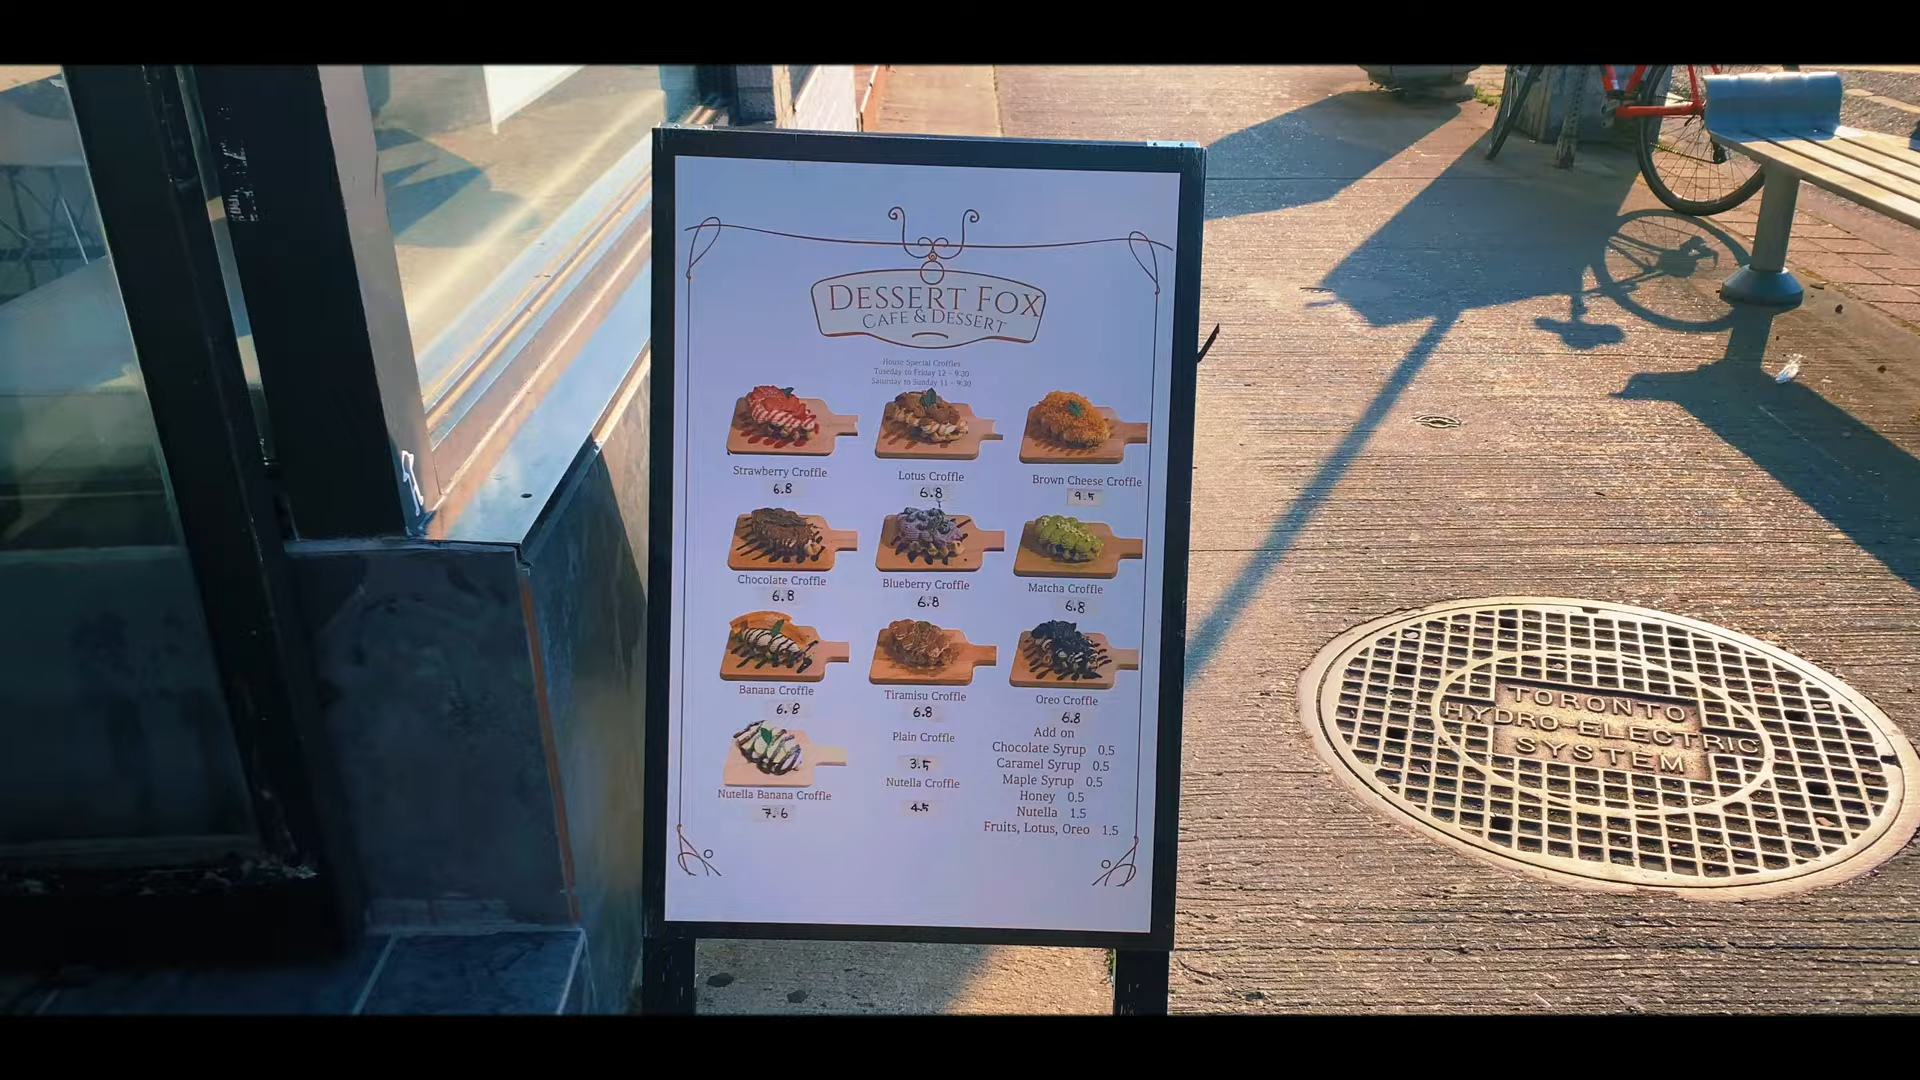 DESSERT FOX
CAFE & DESSERT
House Special Croffles
Tuseday to Friday 12 - 9:30
Saturday to Sunday 11 - 9:30
Strawberry Croffle
6.8
Lotus Croffle
6.8
Brown Cheese Croffle
9.5
Chocolate Croffle
6.8
Blueberry Croffle
6.8
Matcha Croffle
6.8
Banana Croffle
6.8
Tiramisu Croffle
6.8
Oreo Croffle
6.8
Nutella Banana Croffle
7.6
Plain Croffle
3.5
Nutella Croffle
4.5
Add on
Chocolate Syrup 0.5
Caramel Syrup 0.5
Maple Syrup 0.5
Honey 0.5
Nutella 1.5
Fruits, Lotus, Oreo 1.5
TORONTO
HYDRO-ELECTRIC
SYSTEM